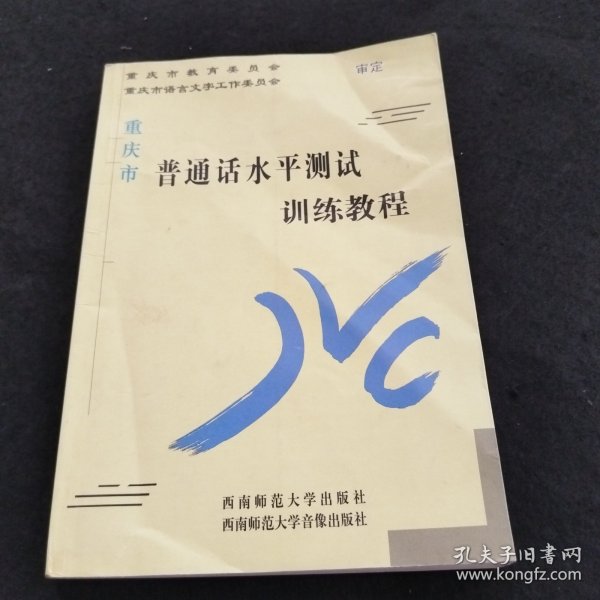 重庆市教育委员会
重庆市语言文字工作委员会
审定
重庆市
普通话水平测试
训练教程
西南师范大学出版社
西南师范大学音像出版社
孔夫子旧书网
www.kongfz.com